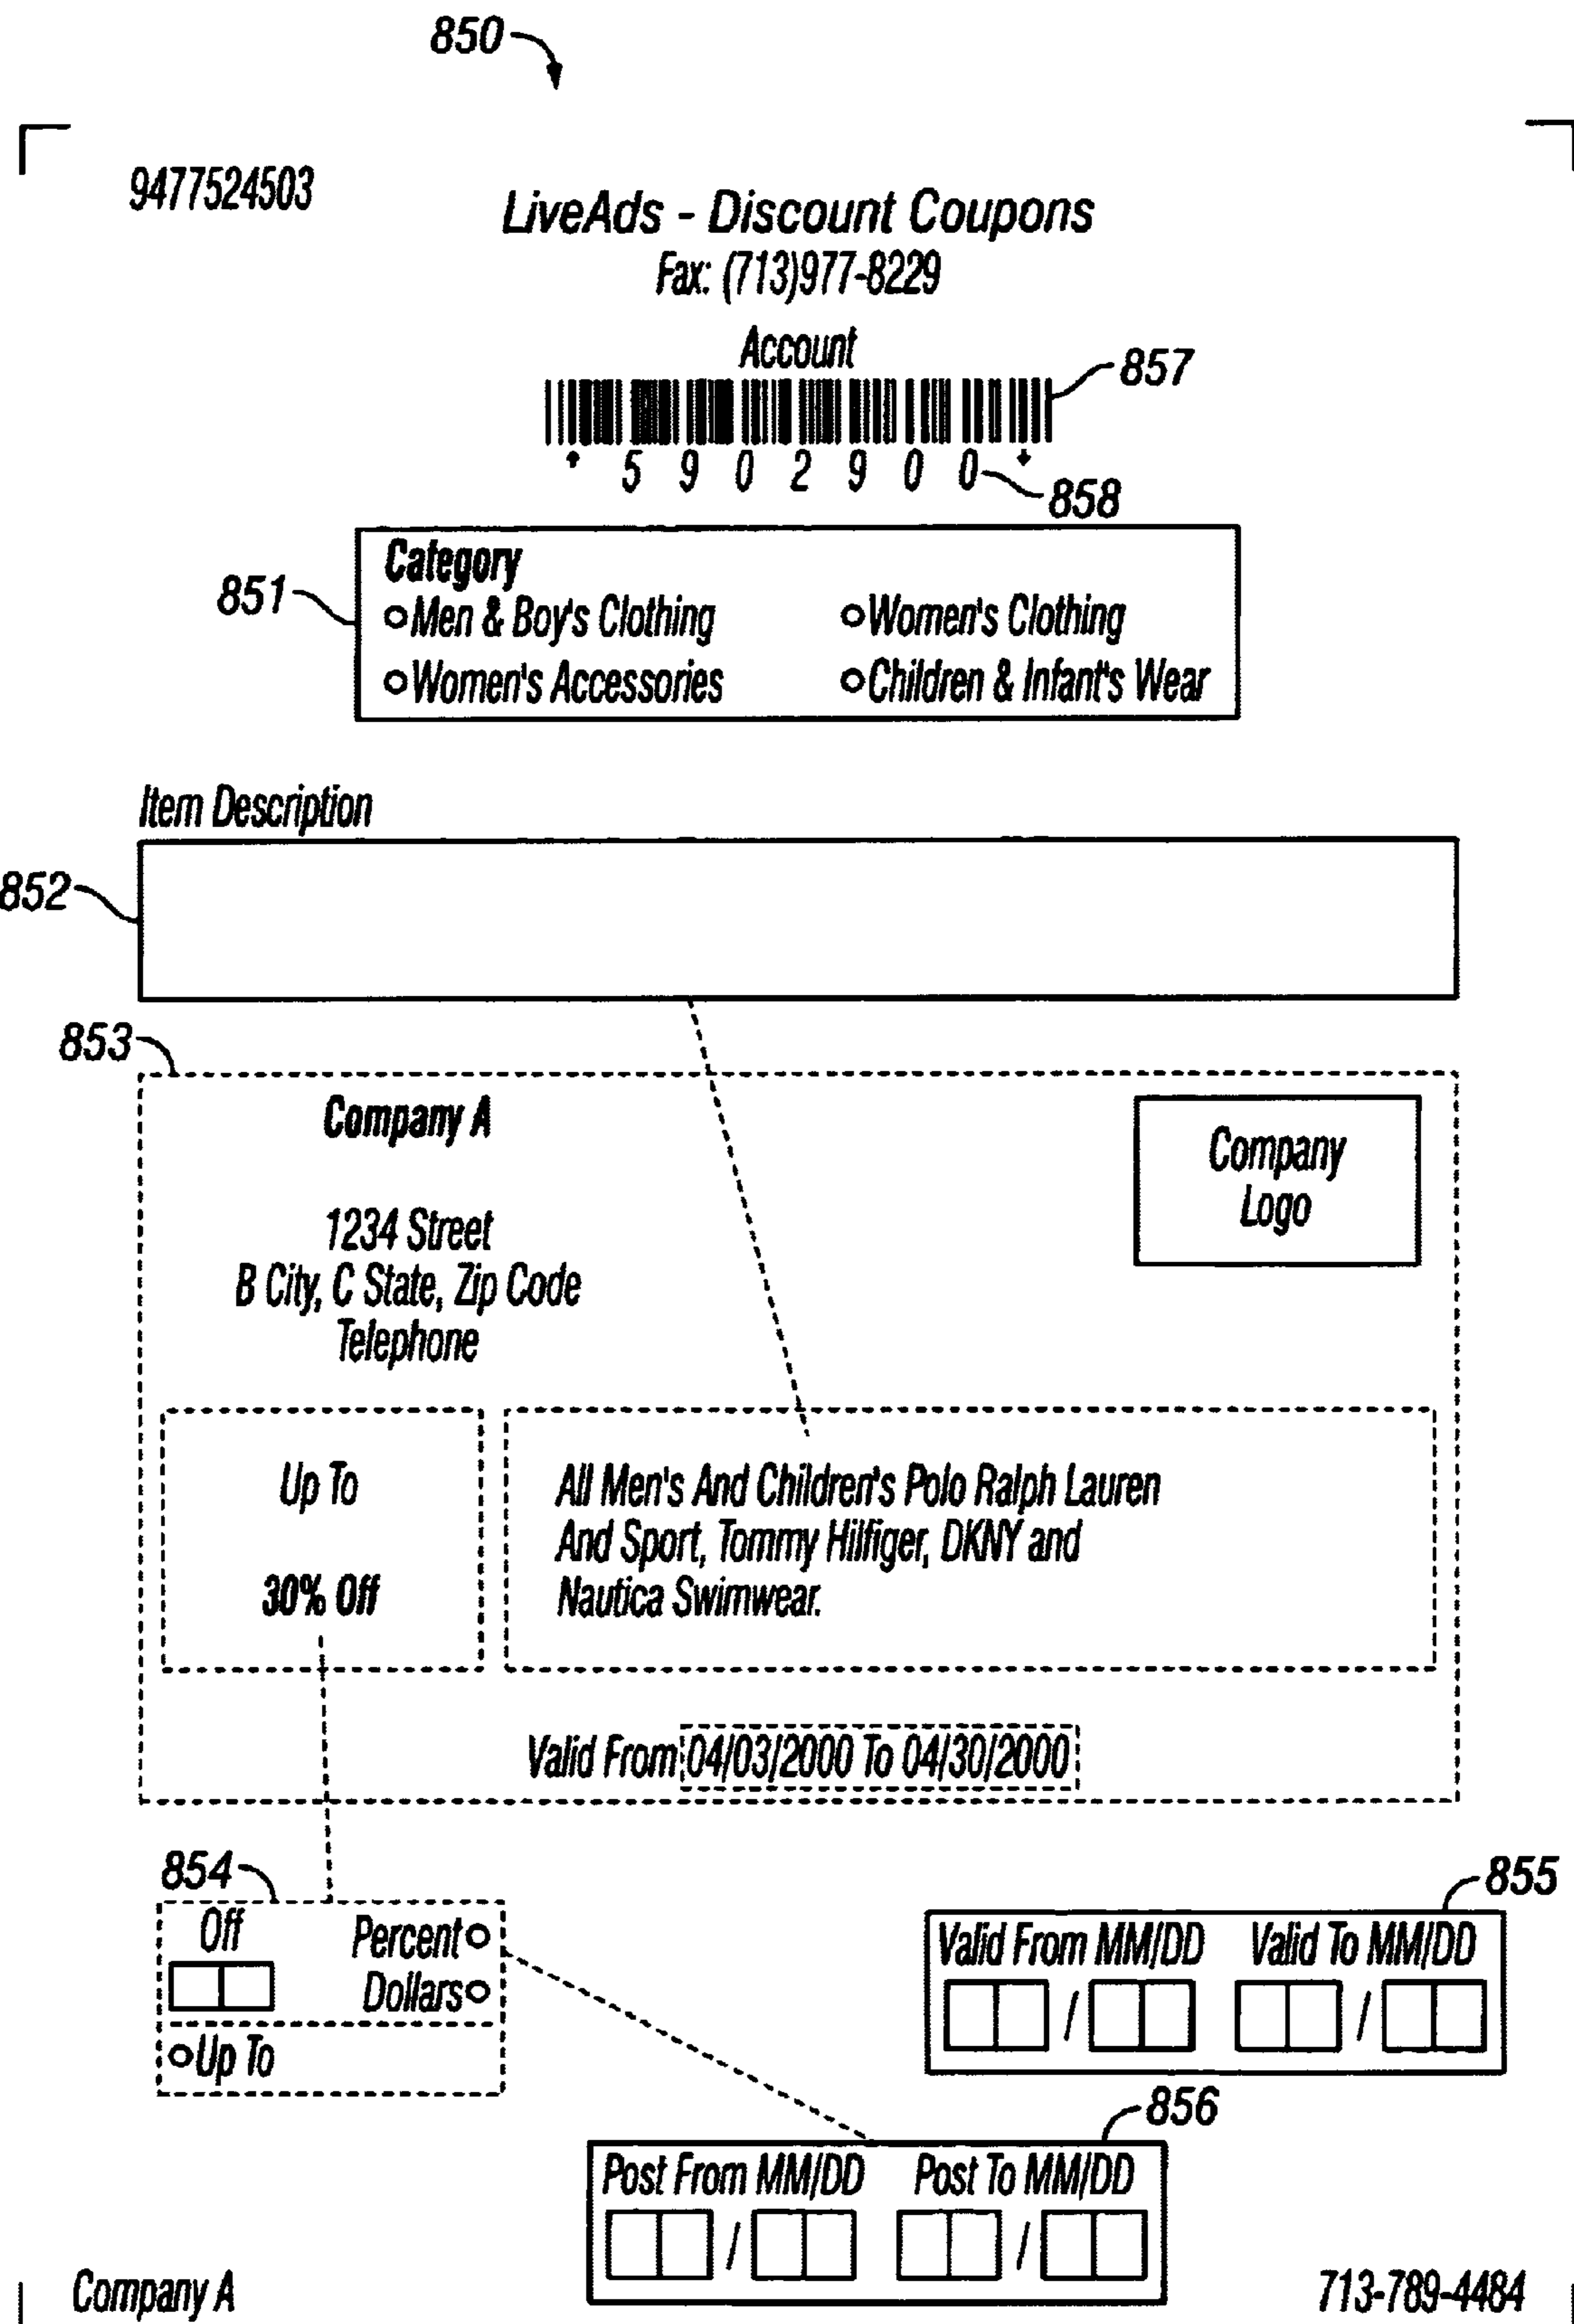 850
9477524503
LiveAds - Discount Coupons
Fax: (713)977-8229
Account
857
* 5 9 0 2 9 0 0 *
858
851
Category
Men & Boy's Clothing Women's Clothing
Women's Accessories Children & Infant's Wear
Item Description
852
853
Company A
Company
Logo
1234 Street
B City, C State, Zip Code
Telephone
Up To
30% Off
All Men's And Children's Polo Ralph Lauren
And Sport, Tommy Hilfiger, DKNY and
Nautica Swimwear.
Valid From 04/03/2000 To 04/30/2000
854
Off Percent
Dollars
Up To
855
Valid From MM/DD Valid To MM/DD
/ /
856
Post From MM/DD Post To MM/DD
/ /
Company A 713-789-4484